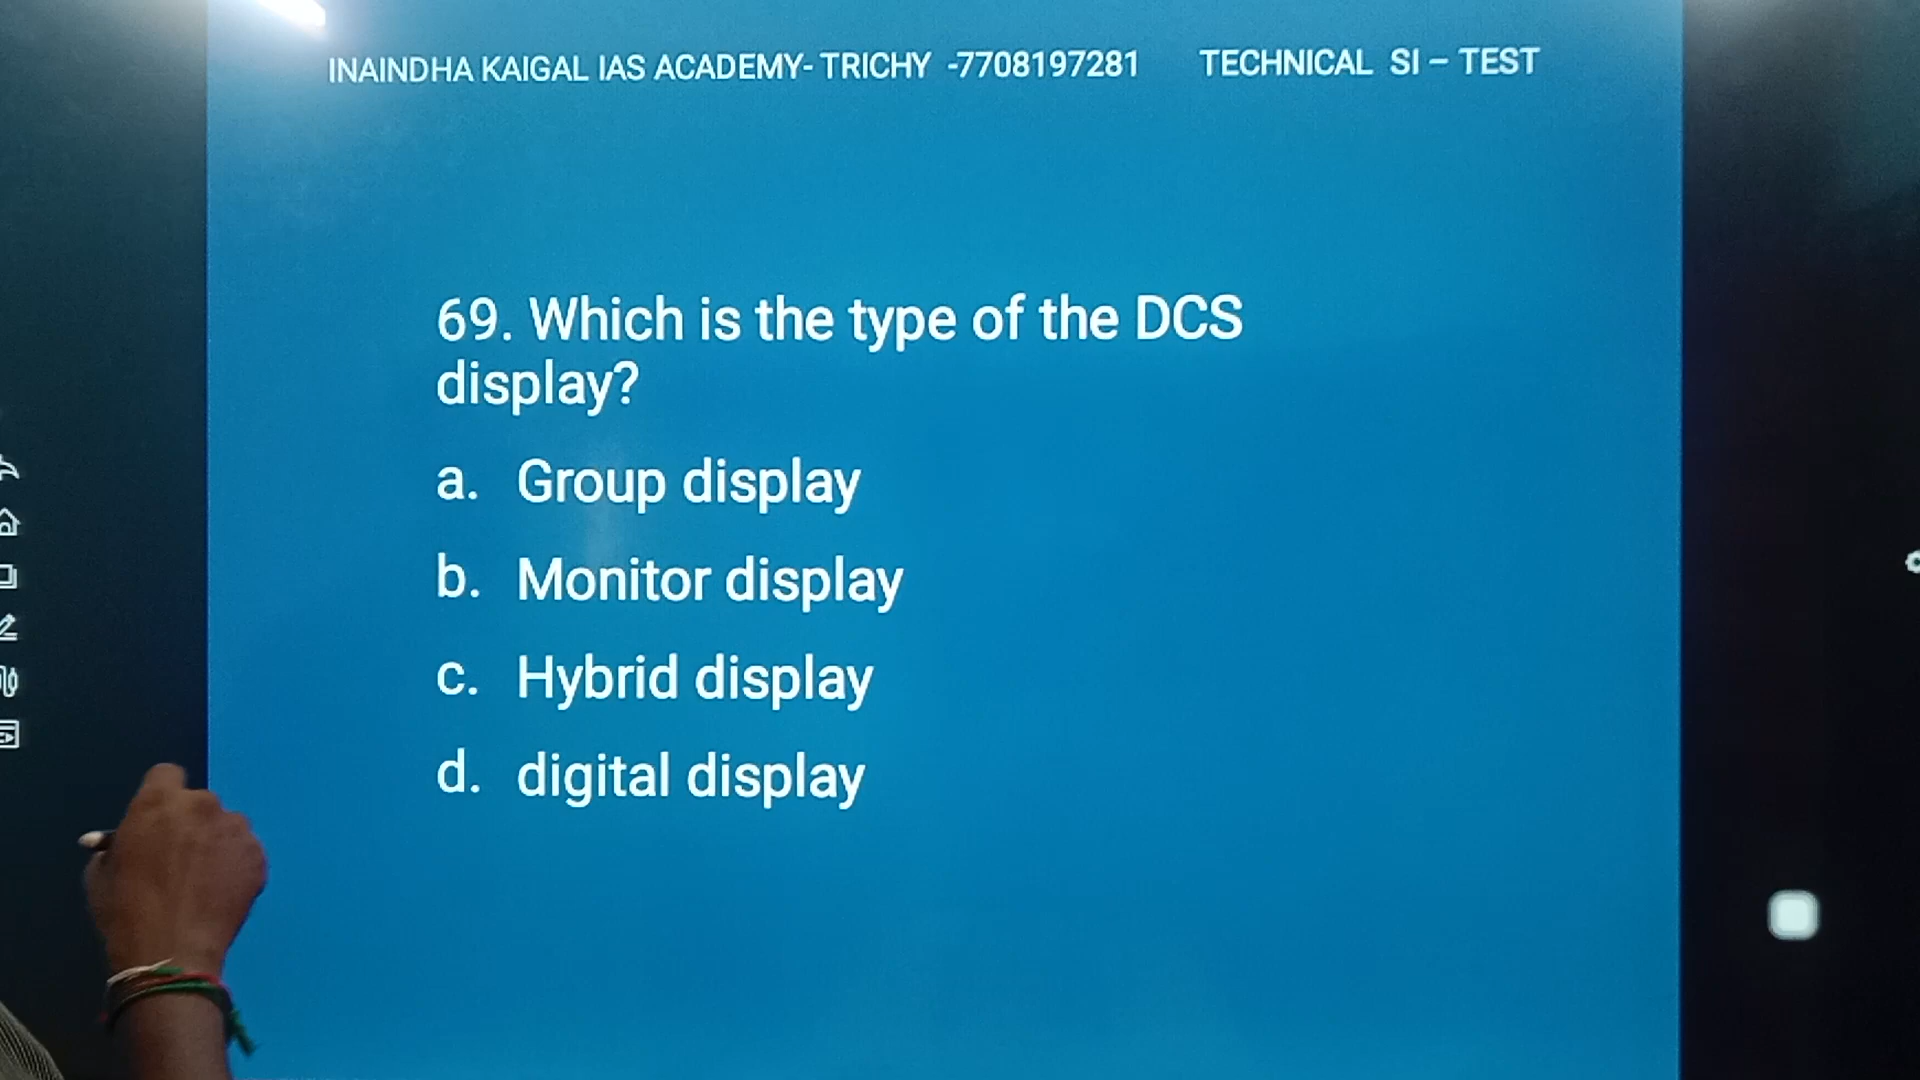 INAINDHA KAIGAL IAS ACADEMY- TRICHY -7708197281 TECHNICAL SI – TEST
69. Which is the type of the DCS
display?
a. Group display
b. Monitor display
c. Hybrid display
d. digital display